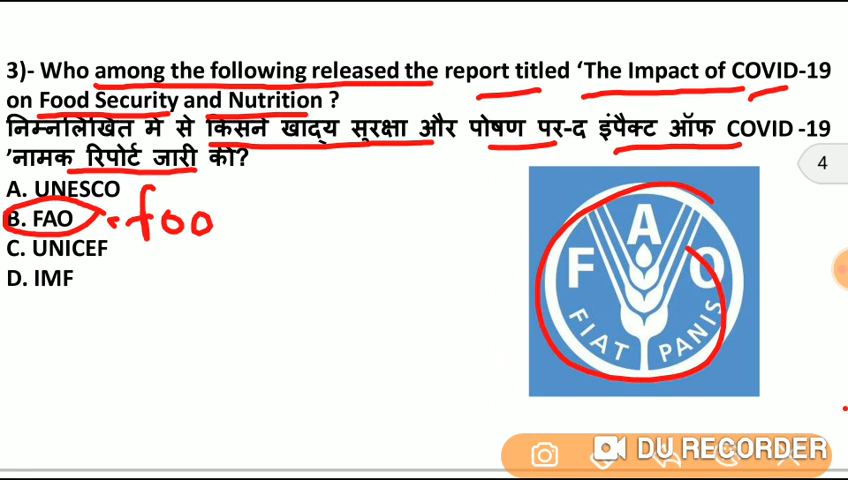 3)- Who among the following released the report titled ‘The Impact of COVID-19
on Food Security and Nutrition ?
निम्नलिखित में से किसने खाद्य सुरक्षा और पोषण पर-द इंपैक्ट ऑफ COVID -19
’नामक रिपोर्ट जारी की?
4
A. UNESCO
B. FAO
foo
C. UNICEF
D. IMF
F A O
FIAT PANIS
DU RECORDER